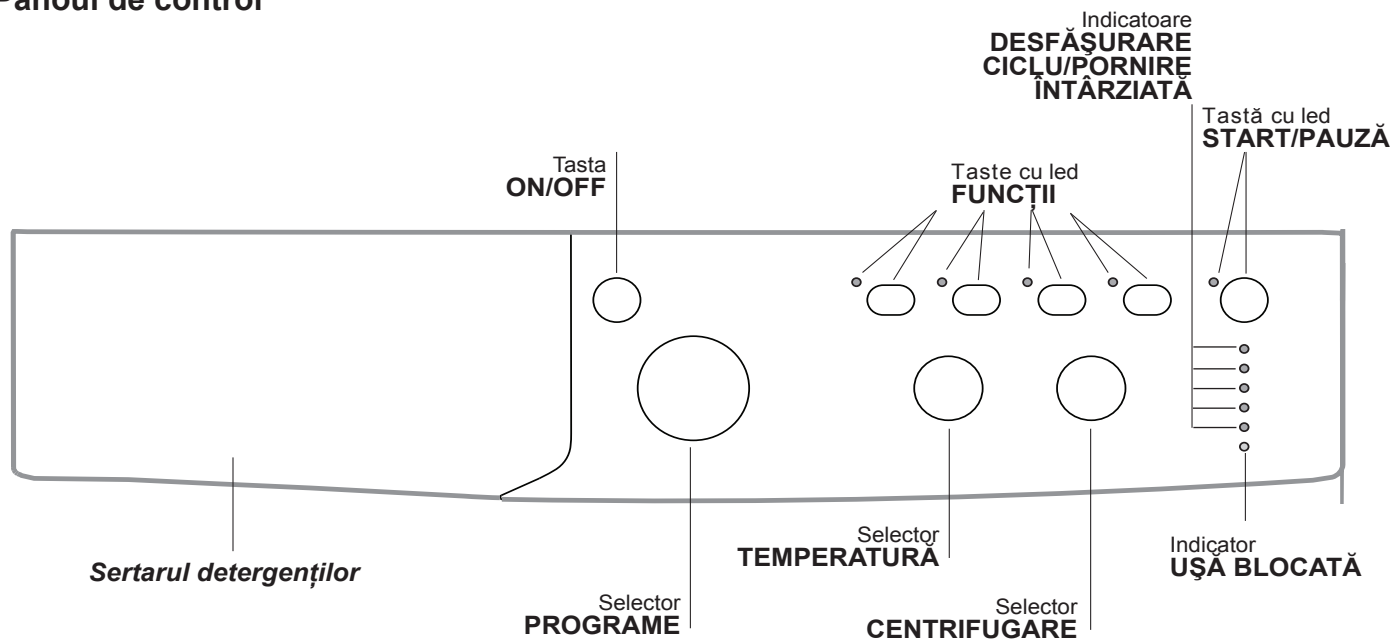 Panoul de control
Indicatoare
DESFĂŞURARE
CICLU/PORNIRE
ÎNTÂRZIATĂ
Tastă cu led
START/PAUZĂ
Tasta
ON/OFF
Taste cu led
FUNCŢII
Sertarul detergenţilor
Selector
PROGRAME
Selector
TEMPERATURĂ
Selector
CENTRIFUGARE
Indicator
UŞĂ BLOCATĂ